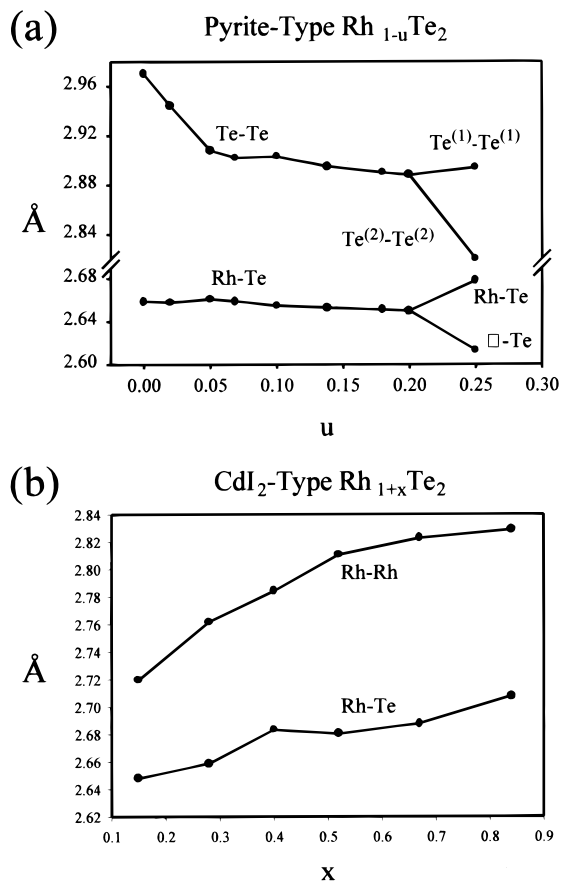 (a)
Pyrite-Type Rh 1-uTe2
2.96
2.92
2.88
2.84
2.68
2.64
2.60
Å
Te-Te
Te(1)-Te(1)
Te(2)-Te(2)
Rh-Te
Rh-Te
□-Te
0.00 0.05 0.10 0.15 0.20 0.25 0.30
u
(b)
CdI2-Type Rh 1+xTe2
2.84
2.82
2.80
2.78
2.76
2.74
2.72
2.70
2.68
2.66
2.64
2.62
Å
Rh-Rh
Rh-Te
0.1 0.2 0.3 0.4 0.5 0.6 0.7 0.8 0.9
x